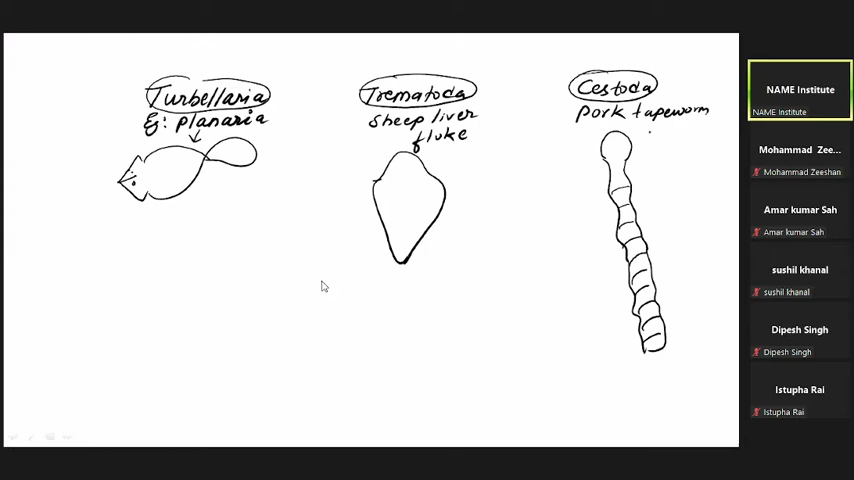 Turbellaria
Eg: planaria
Trematoda
sheep liver
fluke
Cestoda
pork tapeworm
NAME Institute
NAME Institute
Mohammad Zee...
Mohammad Zeeshan
Amar kumar Sah
Amar kumar Sah
sushil khanal
sushil khanal
Dipesh Singh
Dipesh Singh
Istupha Rai
Istupha Rai